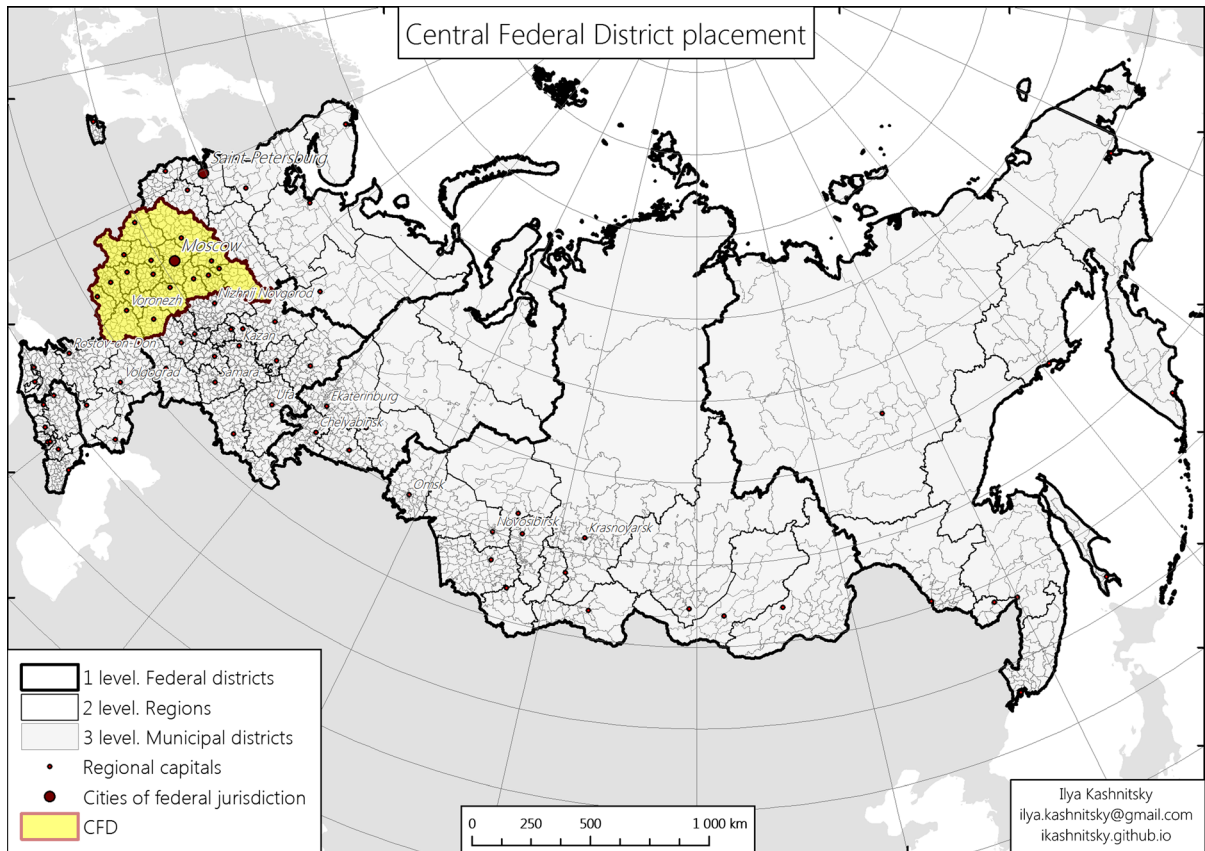 Central Federal District placement
Saint-Petersburg
Moscow
Voronezh
Nizhnij Novgorod
Rostov-on-Don
Kazan
Volgograd
Samara
Ufa
Ekaterinburg
Chelyabinsk
Omsk
Novosibirsk
Krasnoyarsk
1 level. Federal districts
2 level. Regions
3 level. Municipal districts
Regional capitals
Cities of federal jurisdiction
CFD
0 250 500 1 000 km
Ilya Kashnitsky
ilya.kashnitsky@gmail.com
ikashnitsky.github.io